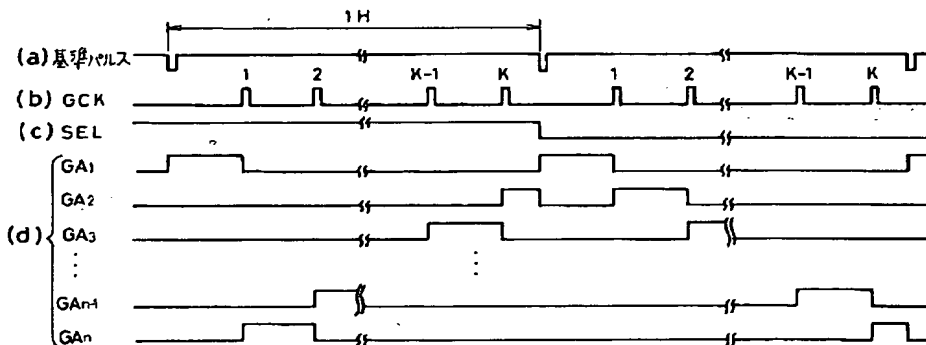 1H
(a) 基準パルス
1 2 K-1 K 1 2 K-1 K
(b) GCK
(c) SEL
(d)
GA1
GA2
GA3
⋮ ⋮ ⋮
GAn-1
GAn